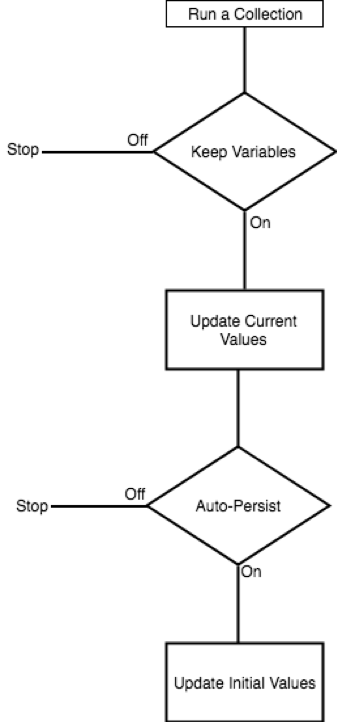 Run a Collection
Off
Stop
Keep Variables
On
Update Current
Values
Off
Stop
Auto-Persist
On
Update Initial Values